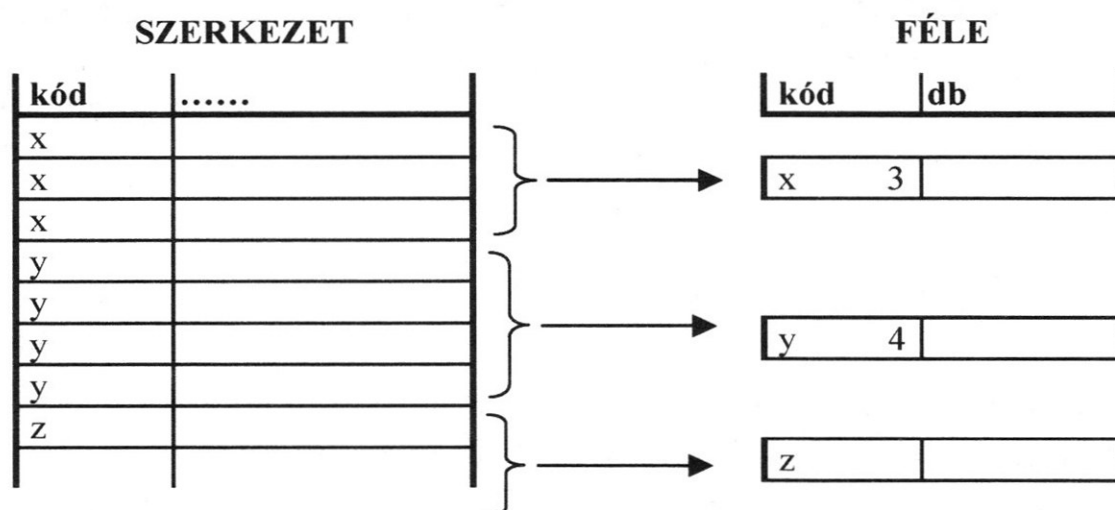 SZERKEZET FÉLE
kód ...... kód db
x
x x 3
x
y
y
y y 4
y
z
z